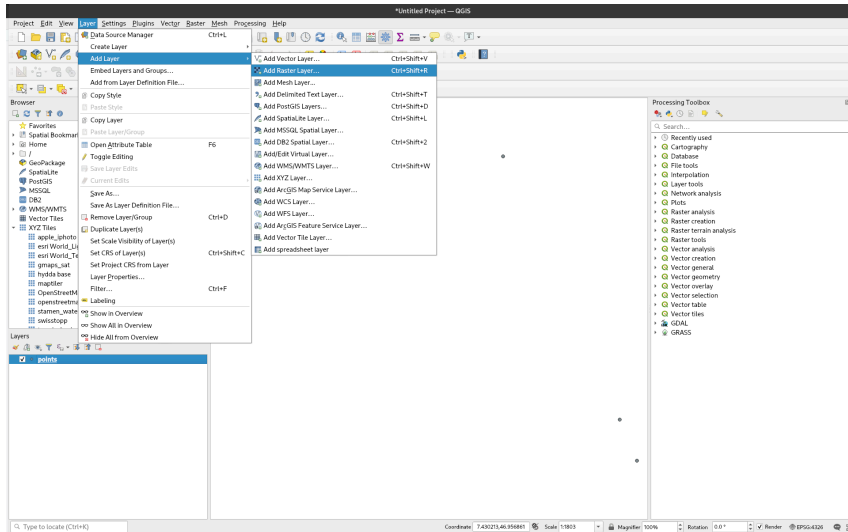 *Untitled Project — QGIS
Project Edit View Layer Settings Plugins Vector Raster Mesh Processing Help
Data Source Manager Ctrl+L
Create Layer
Add Layer
Embed Layers and Groups...
Add from Layer Definition File...
Copy Style
Paste Style
Copy Layer
Paste Layer/Group
Open Attribute Table F6
Toggle Editing
Save Layer Edits
Current Edits
Save As...
Save As Layer Definition File...
Remove Layer/Group Ctrl+D
Duplicate Layer(s)
Set Scale Visibility of Layer(s)
Set CRS of Layer(s) Ctrl+Shift+C
Set Project CRS from Layer
Layer Properties...
Filter... Ctrl+F
Labeling
Show in Overview
Show All in Overview
Hide All from Overview
Add Vector Layer... Ctrl+Shift+V
Add Raster Layer... Ctrl+Shift+R
Add Mesh Layer...
Add Delimited Text Layer... Ctrl+Shift+T
Add PostGIS Layers... Ctrl+Shift+D
Add SpatiaLite Layer... Ctrl+Shift+L
Add MSSQL Spatial Layer...
Add DB2 Spatial Layer... Ctrl+Shift+2
Add/Edit Virtual Layer...
Add WMS/WMTS Layer... Ctrl+Shift+W
Add XYZ Layer...
Add ArcGIS Map Service Layer...
Add WCS Layer...
Add WFS Layer...
Add ArcGIS Feature Service Layer...
Add Vector Tile Layer...
Add spreadsheet layer
Browser
Favorites
Spatial Bookmar
Home
/
GeoPackage
SpatiaLite
PostGIS
MSSQL
DB2
WMS/WMTS
Vector Tiles
XYZ Tiles
apple_iphoto
esri World_Li
esri World_Te
gmaps_sat
hydda base
maptiler
OpenStreetM
openstreetma
stamen_wate
swisstopp
Layers
points
Processing Toolbox
Search...
Recently used
Cartography
Database
File tools
Interpolation
Layer tools
Network analysis
Plots
Raster analysis
Raster creation
Raster terrain analysis
Raster tools
Vector analysis
Vector creation
Vector general
Vector geometry
Vector overlay
Vector selection
Vector table
Vector tiles
GDAL
GRASS
Type to locate (Ctrl+K)
Coordinate 7.430213,46.956861 Scale 1:1803 Magnifier 100% Rotation 0.0 ° Render EPSG:4326